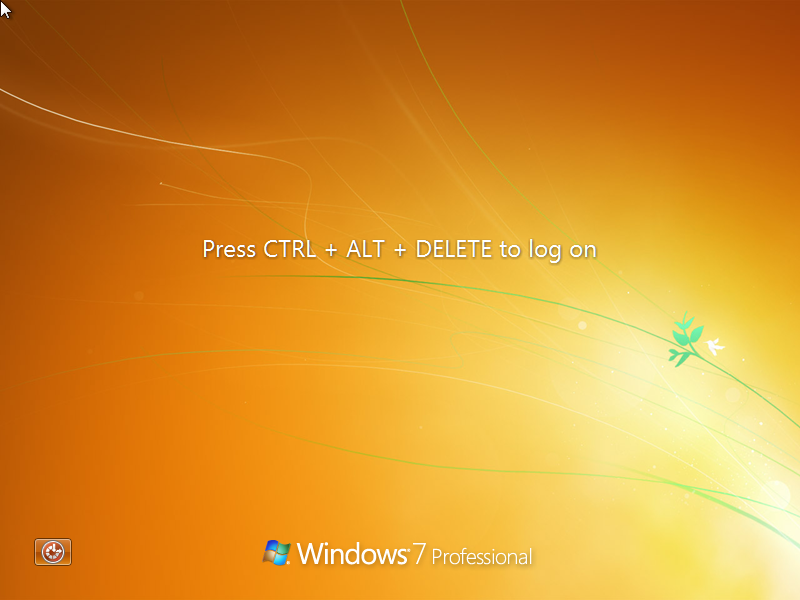 Press CTRL + ALT + DELETE to log on
Windows 7 Professional